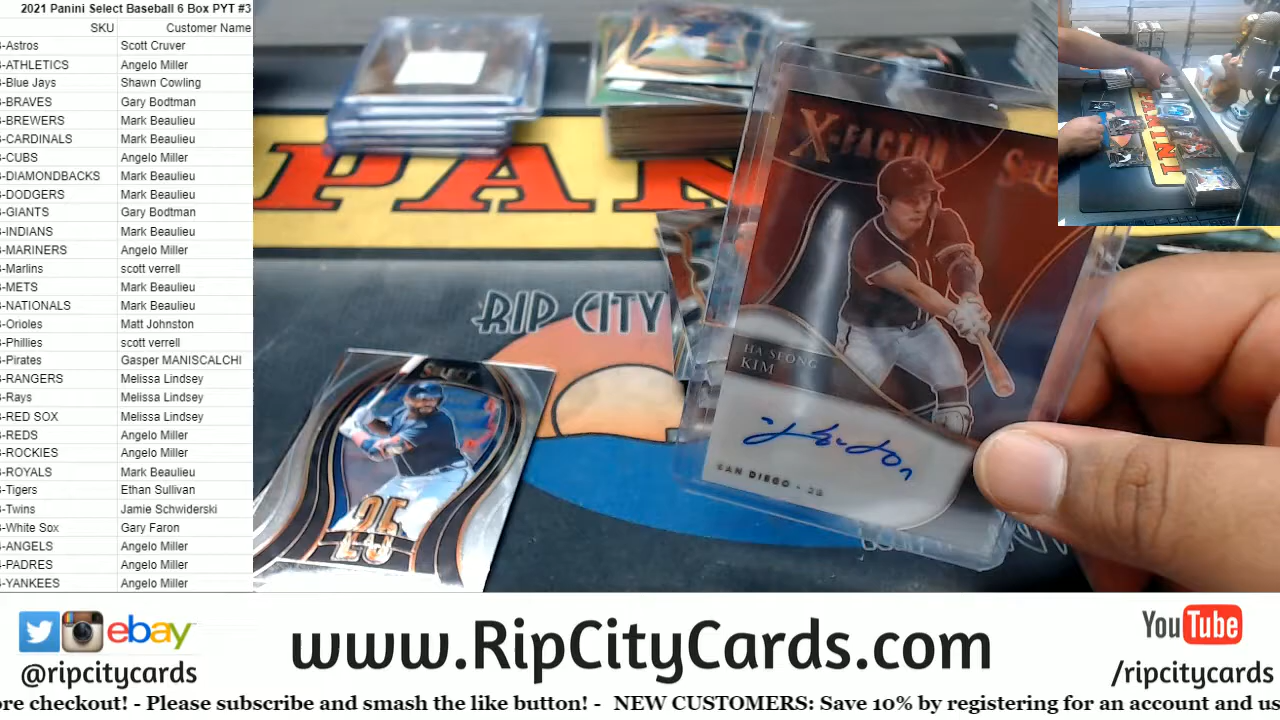 2021 Panini Select Baseball 6 Box PYT #3
SKU Customer Name
-Astros Scott Cruver
-ATHLETICS Angelo Miller
-Blue Jays Shawn Cowling
-BRAVES Gary Bodtman
-BREWERS Mark Beaulieu
-CARDINALS Mark Beaulieu
-CUBS Angelo Miller
-DIAMONDBACKS Mark Beaulieu
-DODGERS Mark Beaulieu
-GIANTS Gary Bodtman
-INDIANS Mark Beaulieu
-MARINERS Angelo Miller
-Marlins scott verrell
-METS Mark Beaulieu
-NATIONALS Mark Beaulieu
-Orioles Matt Johnston
-Phillies scott verrell
-Pirates Gasper MANISCALCHI
-RANGERS Melissa Lindsey
-Rays Melissa Lindsey
-RED SOX Melissa Lindsey
-REDS Angelo Miller
-ROCKIES Angelo Miller
-ROYALS Mark Beaulieu
-Tigers Ethan Sullivan
-Twins Jamie Schwiderski
-White Sox Gary Faron
-ANGELS Angelo Miller
-PADRES Angelo Miller
-YANKEES Angelo Miller
PANINI
PAN
RIP CITY
SELECT
25
X-FACTOR
HA SEONG
KIM
SAN DIEGO - 2B
ebay
@ripcitycards
www.RipCityCards.com
YouTube
/ripcitycards
ore checkout! - Please subscribe and smash the like button! - NEW CUSTOMERS: Save 10% by registering for an account and us